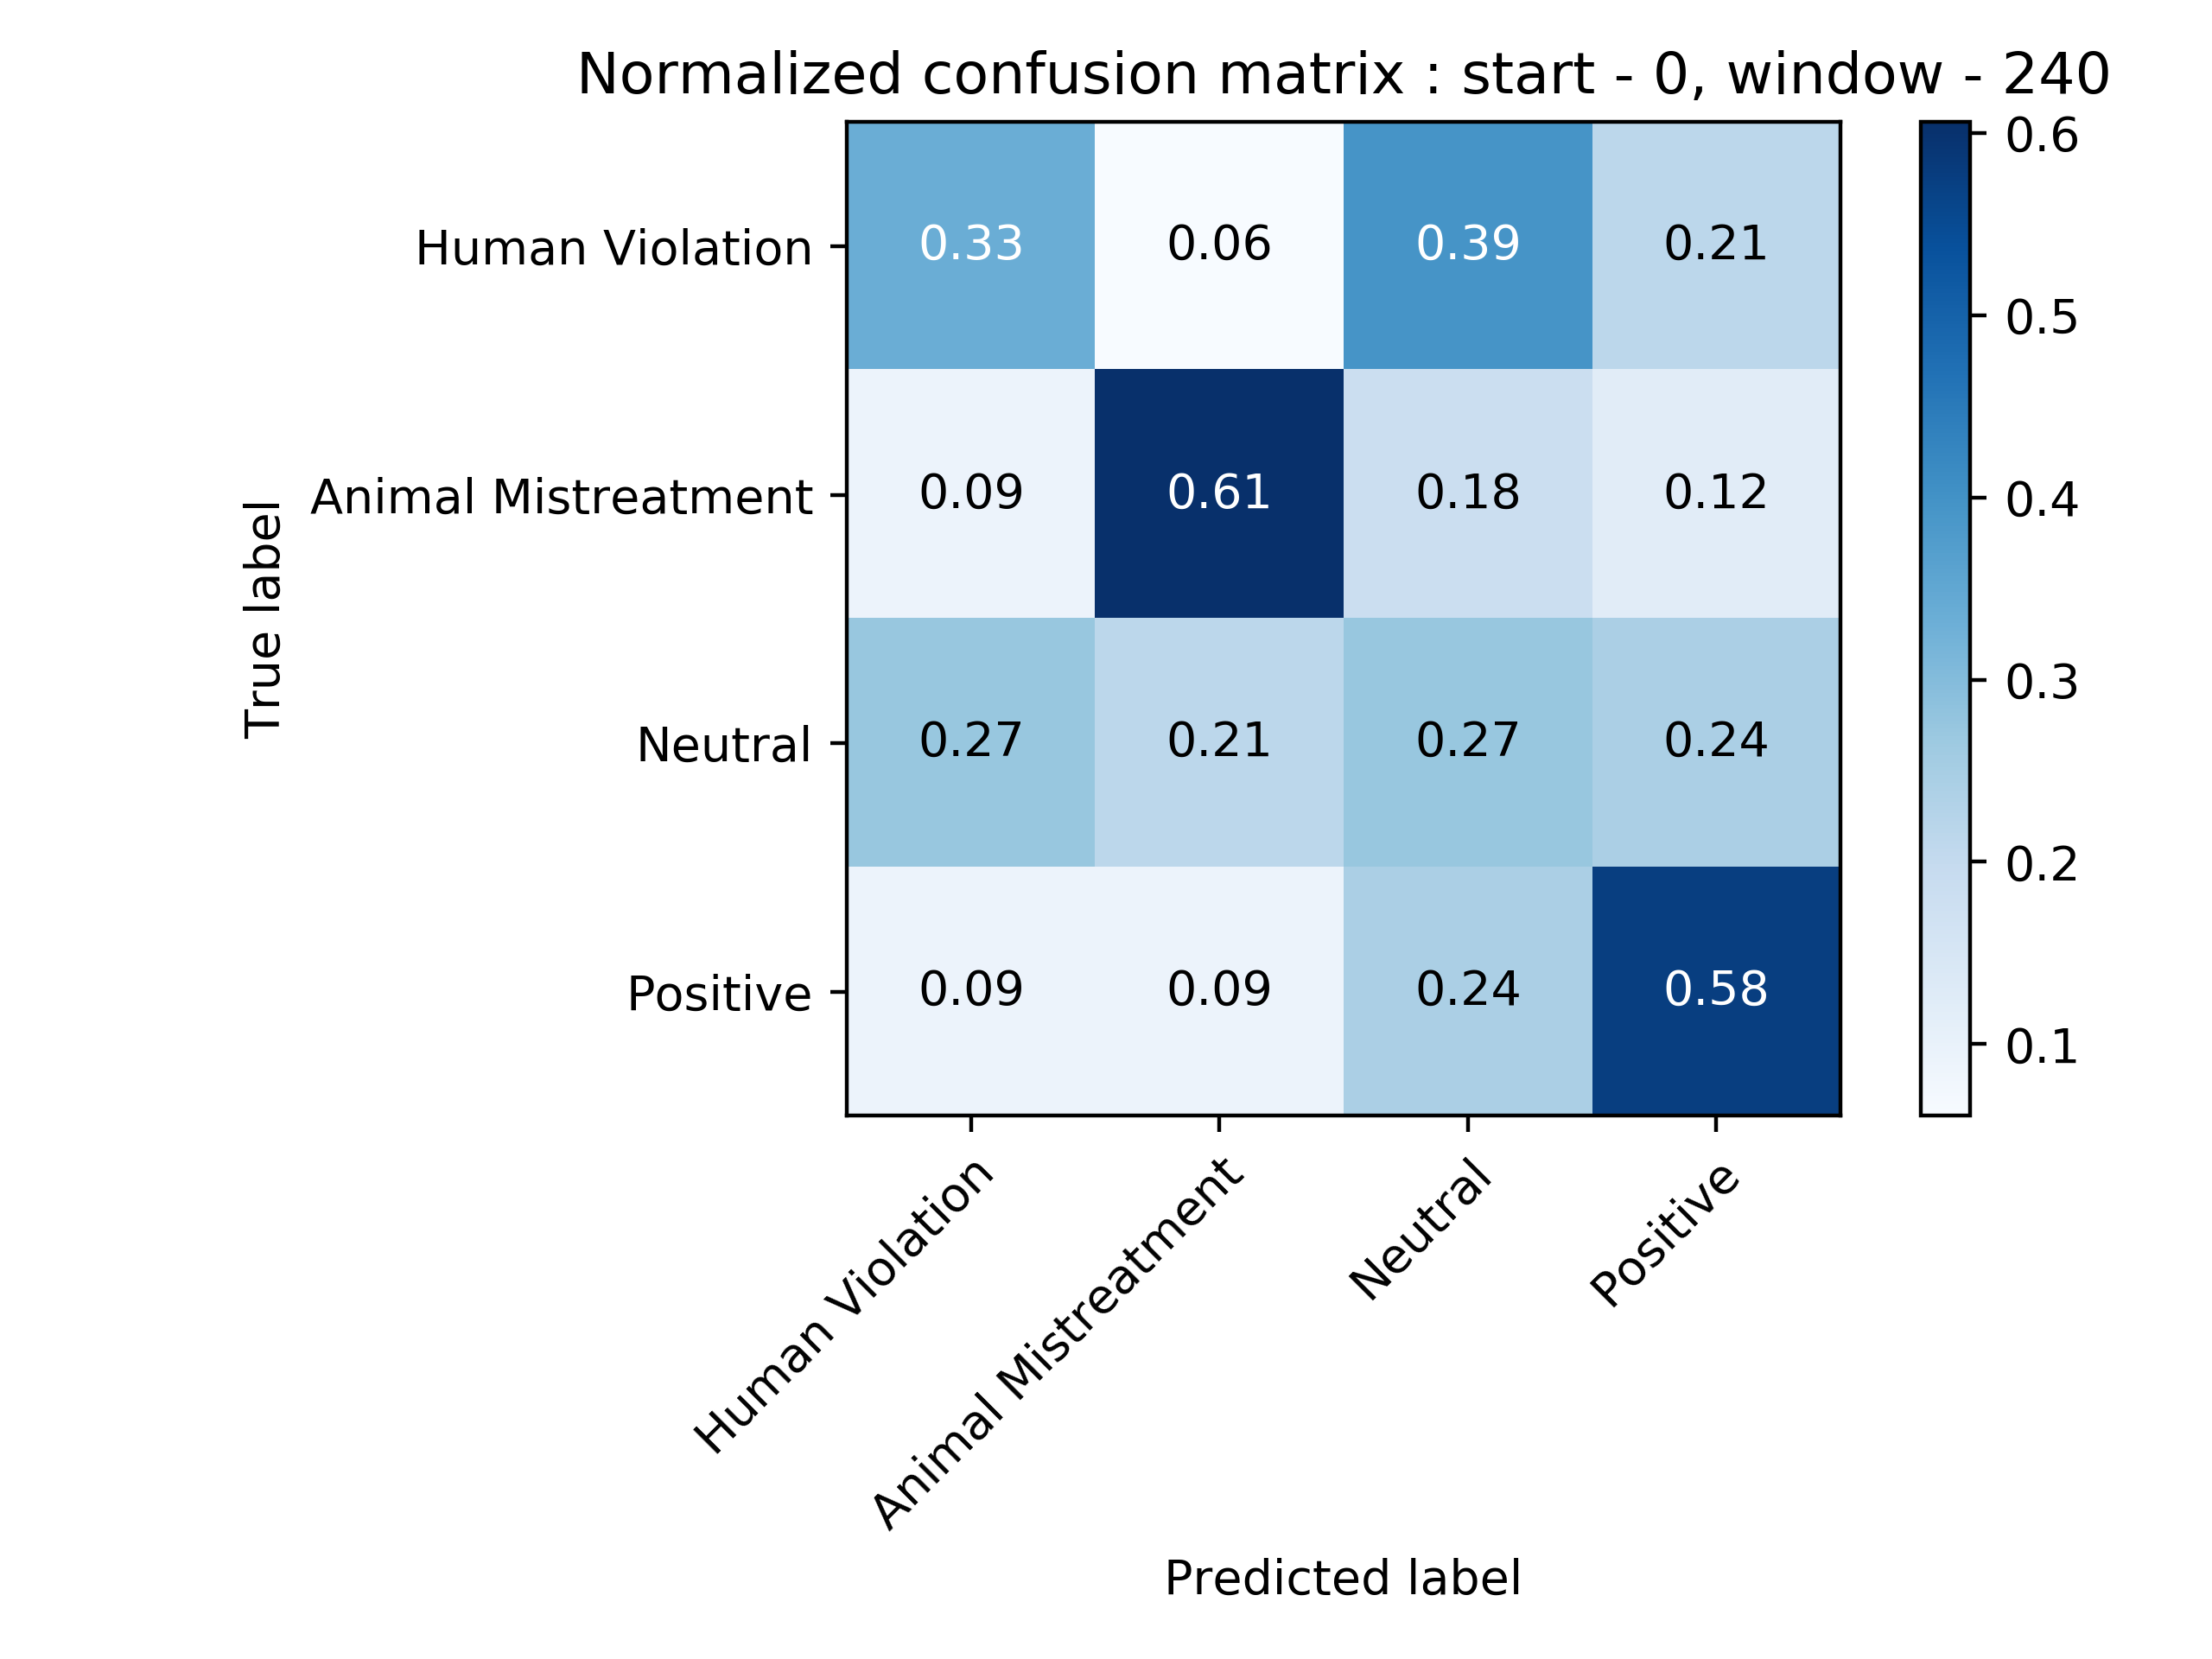 Normalized confusion matrix : start - 0, window - 240
True label
Human Violation
Animal Mistreatment
Neutral
Positive
0.33 0.06 0.39 0.21
0.09 0.61 0.18 0.12
0.27 0.21 0.27 0.24
0.09 0.09 0.24 0.58
0.6
0.5
0.4
0.3
0.2
0.1
Human Violation
Animal Mistreatment
Neutral
Positive
Predicted label